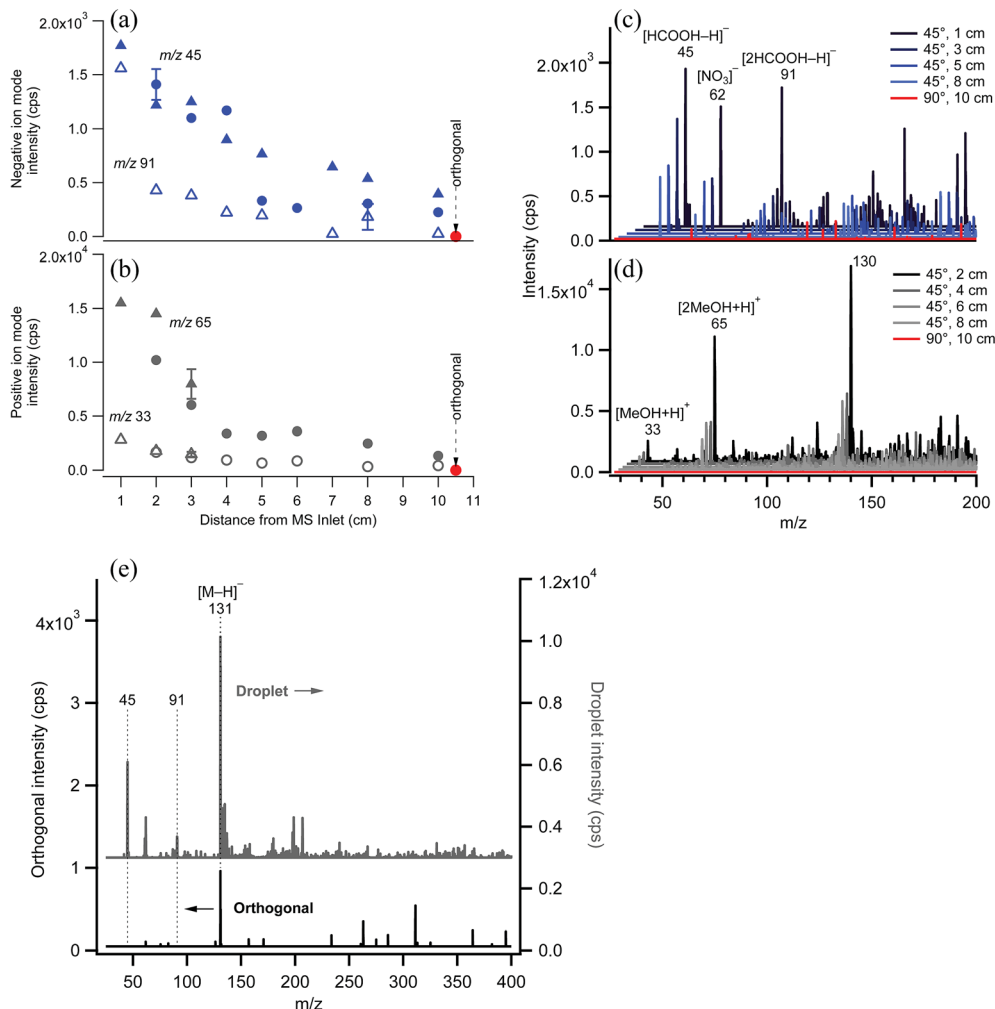 (a)
2.0x10³
1.5
1.0
0.5
0.0
Negative ion mode
intensity (cps)
m/z 45
m/z 91
orthogonal
(b)
1.5x10⁴
1.0
0.5
0.0
Positive ion mode
intensity (cps)
m/z 65
m/z 33
orthogonal
1 2 3 4 5 6 7 8 9 10 11
Distance from MS Inlet (cm)
(c)
[HCOOH–H]⁻
45
[NO₃]⁻
62
[2HCOOH–H]⁻
91
45°, 1 cm
45°, 3 cm
45°, 5 cm
45°, 8 cm
90°, 10 cm
2.0x10³
1.5
1.0
0.5
0.0
Intensity (cps)
(d)
[MeOH+H]⁺
33
[2MeOH+H]⁺
65
130
45°, 2 cm
45°, 4 cm
45°, 6 cm
45°, 8 cm
90°, 10 cm
1.5x10⁴
1.0
0.5
0.0
50 100 150 200
m/z
(e)
[M–H]⁻
131
45
91
Droplet
Orthogonal
4x10³
3
2
1
0
Orthogonal intensity (cps)
1.2x10⁴
1.0
0.8
0.6
0.4
0.2
0.0
Droplet intensity (cps)
50 100 150 200 250 300 350 400
m/z